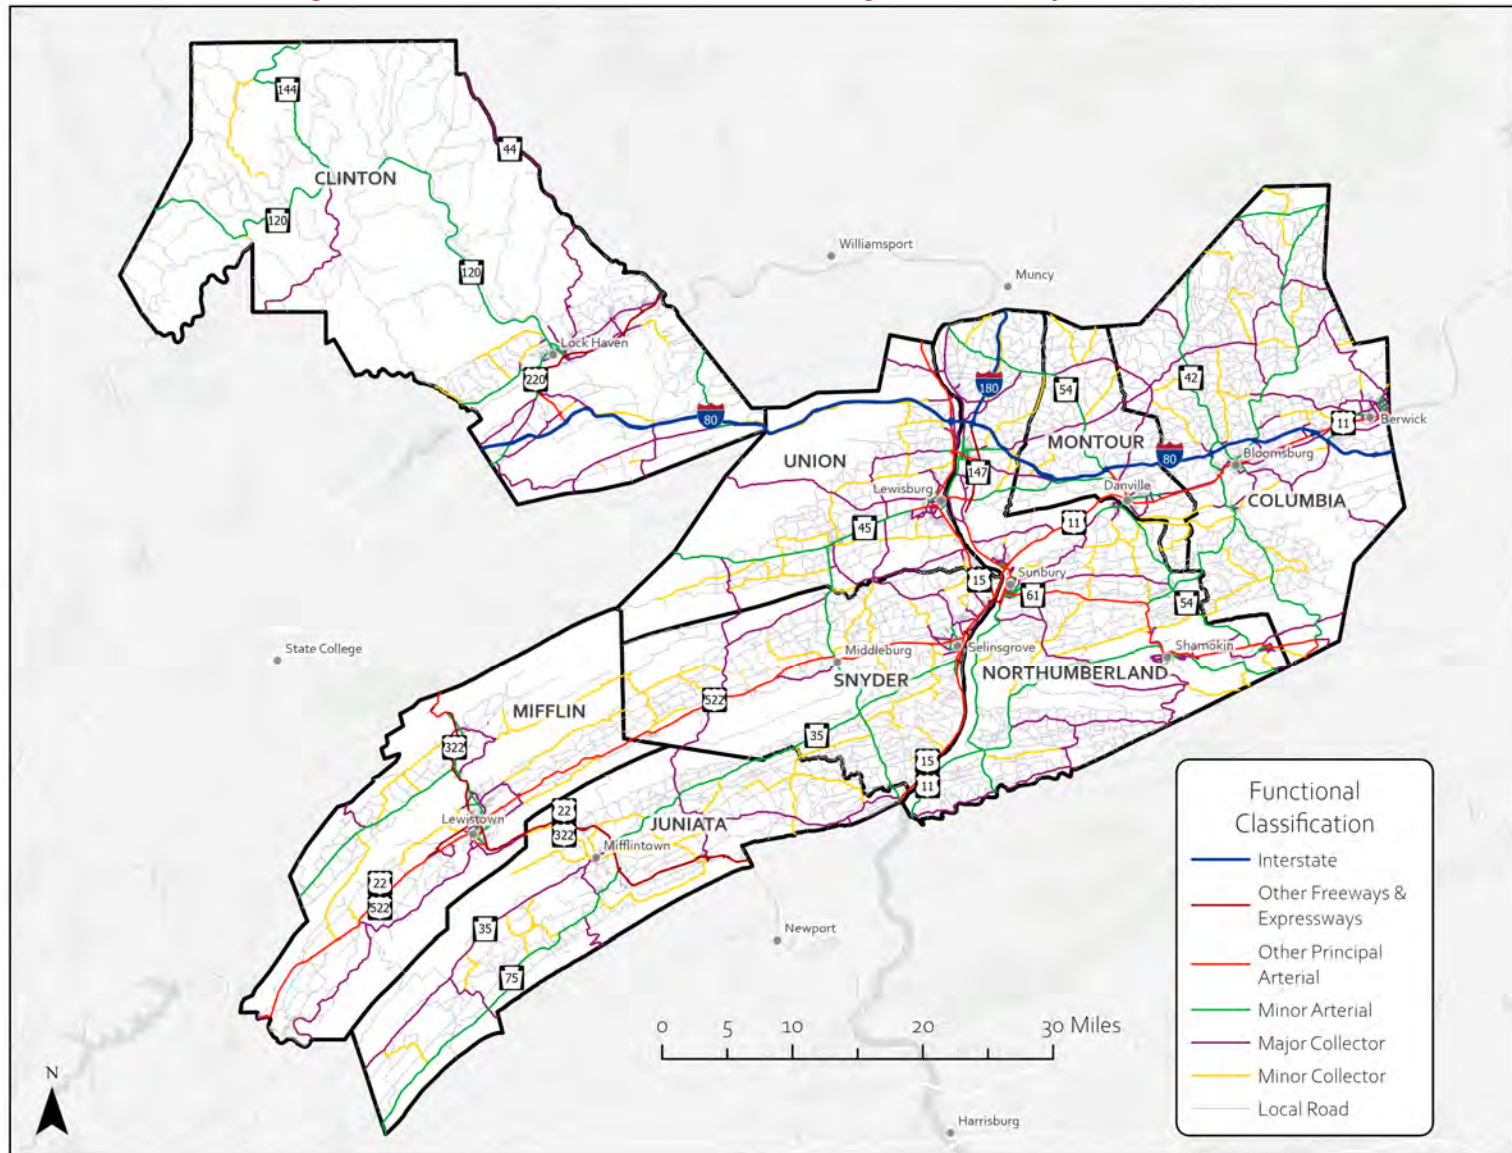 144
44
CLINTON
120
120
Williamsport
Muncy
Lock Haven
220
80
180
54
42
11
Berwick
MONTOUR
80
Bloomsburg
UNION
147
Lewisburg
Danville
COLUMBIA
45
11
15
Sunbury
61
54
State College
Middleburg
Selinsgrove
Shamokin
SNYDER
NORTHUMBERLAND
522
MIFFLIN
322
35
15
11
22
322
Lewistown
JUNIATA
Mifflintown
22
522
35
75
Newport
Harrisburg
0 5 10 20 30 Miles
N
Functional
Classification
Interstate
Other Freeways &
Expressways
Other Principal
Arterial
Minor Arterial
Major Collector
Minor Collector
Local Road